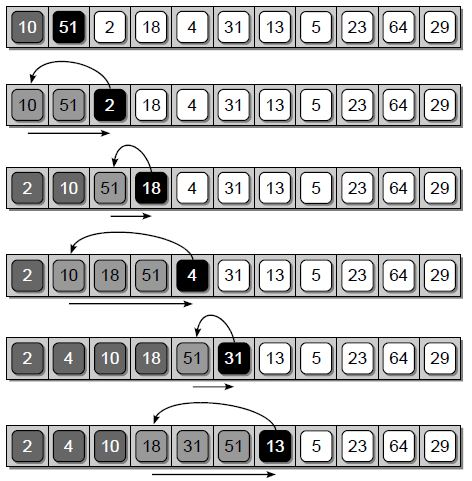 10 51 2 18 4 31 13 5 23 64 29
10 51 2 18 4 31 13 5 23 64 29
2 10 51 18 4 31 13 5 23 64 29
2 10 18 51 4 31 13 5 23 64 29
2 4 10 18 51 31 13 5 23 64 29
2 4 10 18 31 51 13 5 23 64 29